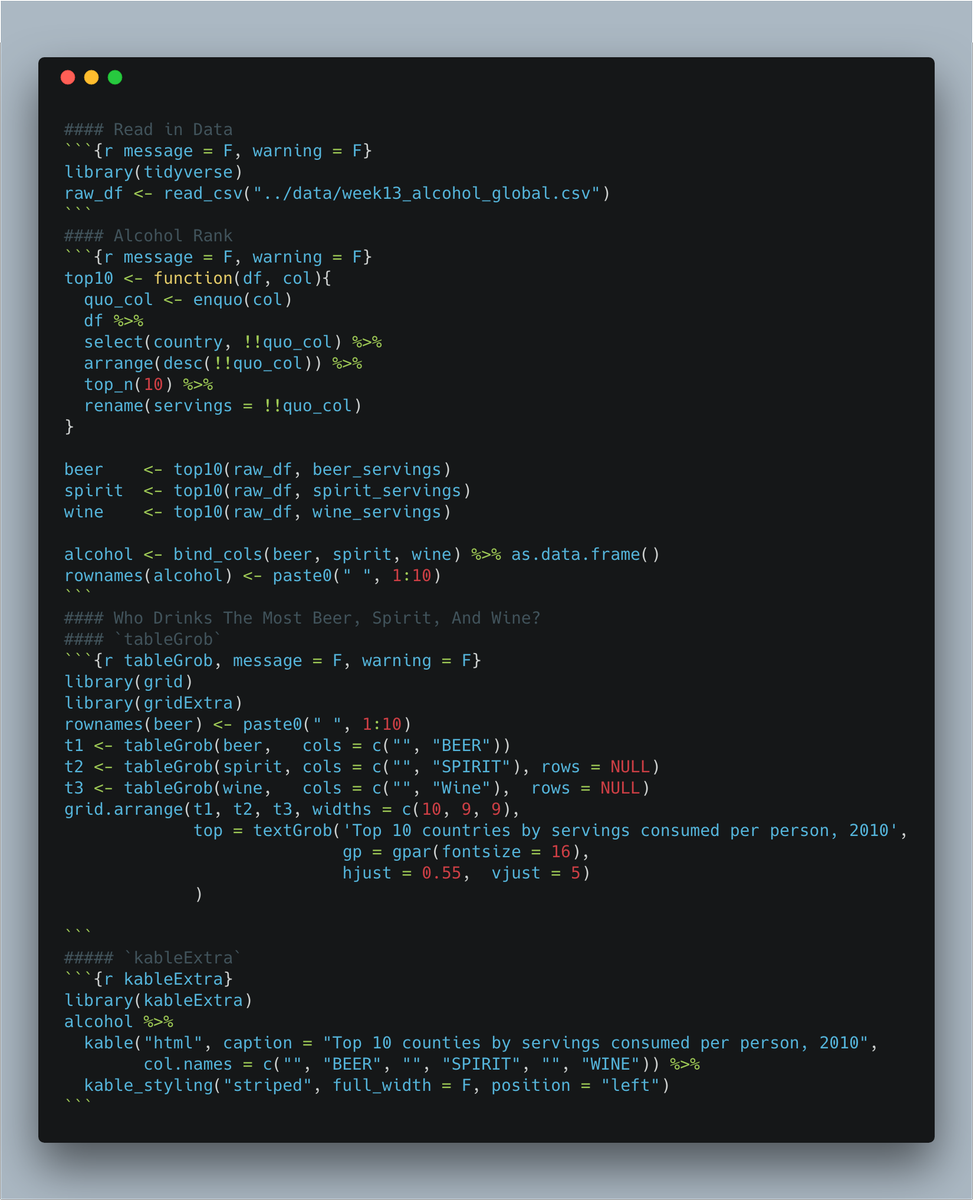 #### Read in Data
```{r message = F, warning = F}
library(tidyverse)
raw_df <- read_csv("../data/week13_alcohol_global.csv")
```
#### Alcohol Rank
```{r message = F, warning = F}
top10 <- function(df, col){
  quo_col <- enquo(col)
  df %>%
  select(country, !!quo_col) %>%
  arrange(desc(!!quo_col)) %>%
  top_n(10) %>%
  rename(servings = !!quo_col)
}

beer    <- top10(raw_df, beer_servings)
spirit  <- top10(raw_df, spirit_servings)
wine    <- top10(raw_df, wine_servings)

alcohol <- bind_cols(beer, spirit, wine) %>% as.data.frame()
rownames(alcohol) <- paste0(" ", 1:10)
```
#### Who Drinks The Most Beer, Spirit, And Wine?
#### `tableGrob`
```{r tableGrob, message = F, warning = F}
library(grid)
library(gridExtra)
rownames(beer) <- paste0(" ", 1:10)
t1 <- tableGrob(beer,   cols = c("", "BEER"))
t2 <- tableGrob(spirit, cols = c("", "SPIRIT"), rows = NULL)
t3 <- tableGrob(wine,   cols = c("", "Wine"),  rows = NULL)
grid.arrange(t1, t2, t3, widths = c(10, 9, 9),
             top = textGrob('Top 10 countries by servings consumed per person, 2010',
                            gp = gpar(fontsize = 16),
                            hjust = 0.55,  vjust = 5)
             )

```
##### `kableExtra`
```{r kableExtra}
library(kableExtra)
alcohol %>%
  kable("html", caption = "Top 10 counties by servings consumed per person, 2010",
        col.names = c("", "BEER", "", "SPIRIT", "", "WINE")) %>%
  kable_styling("striped", full_width = F, position = "left")
```